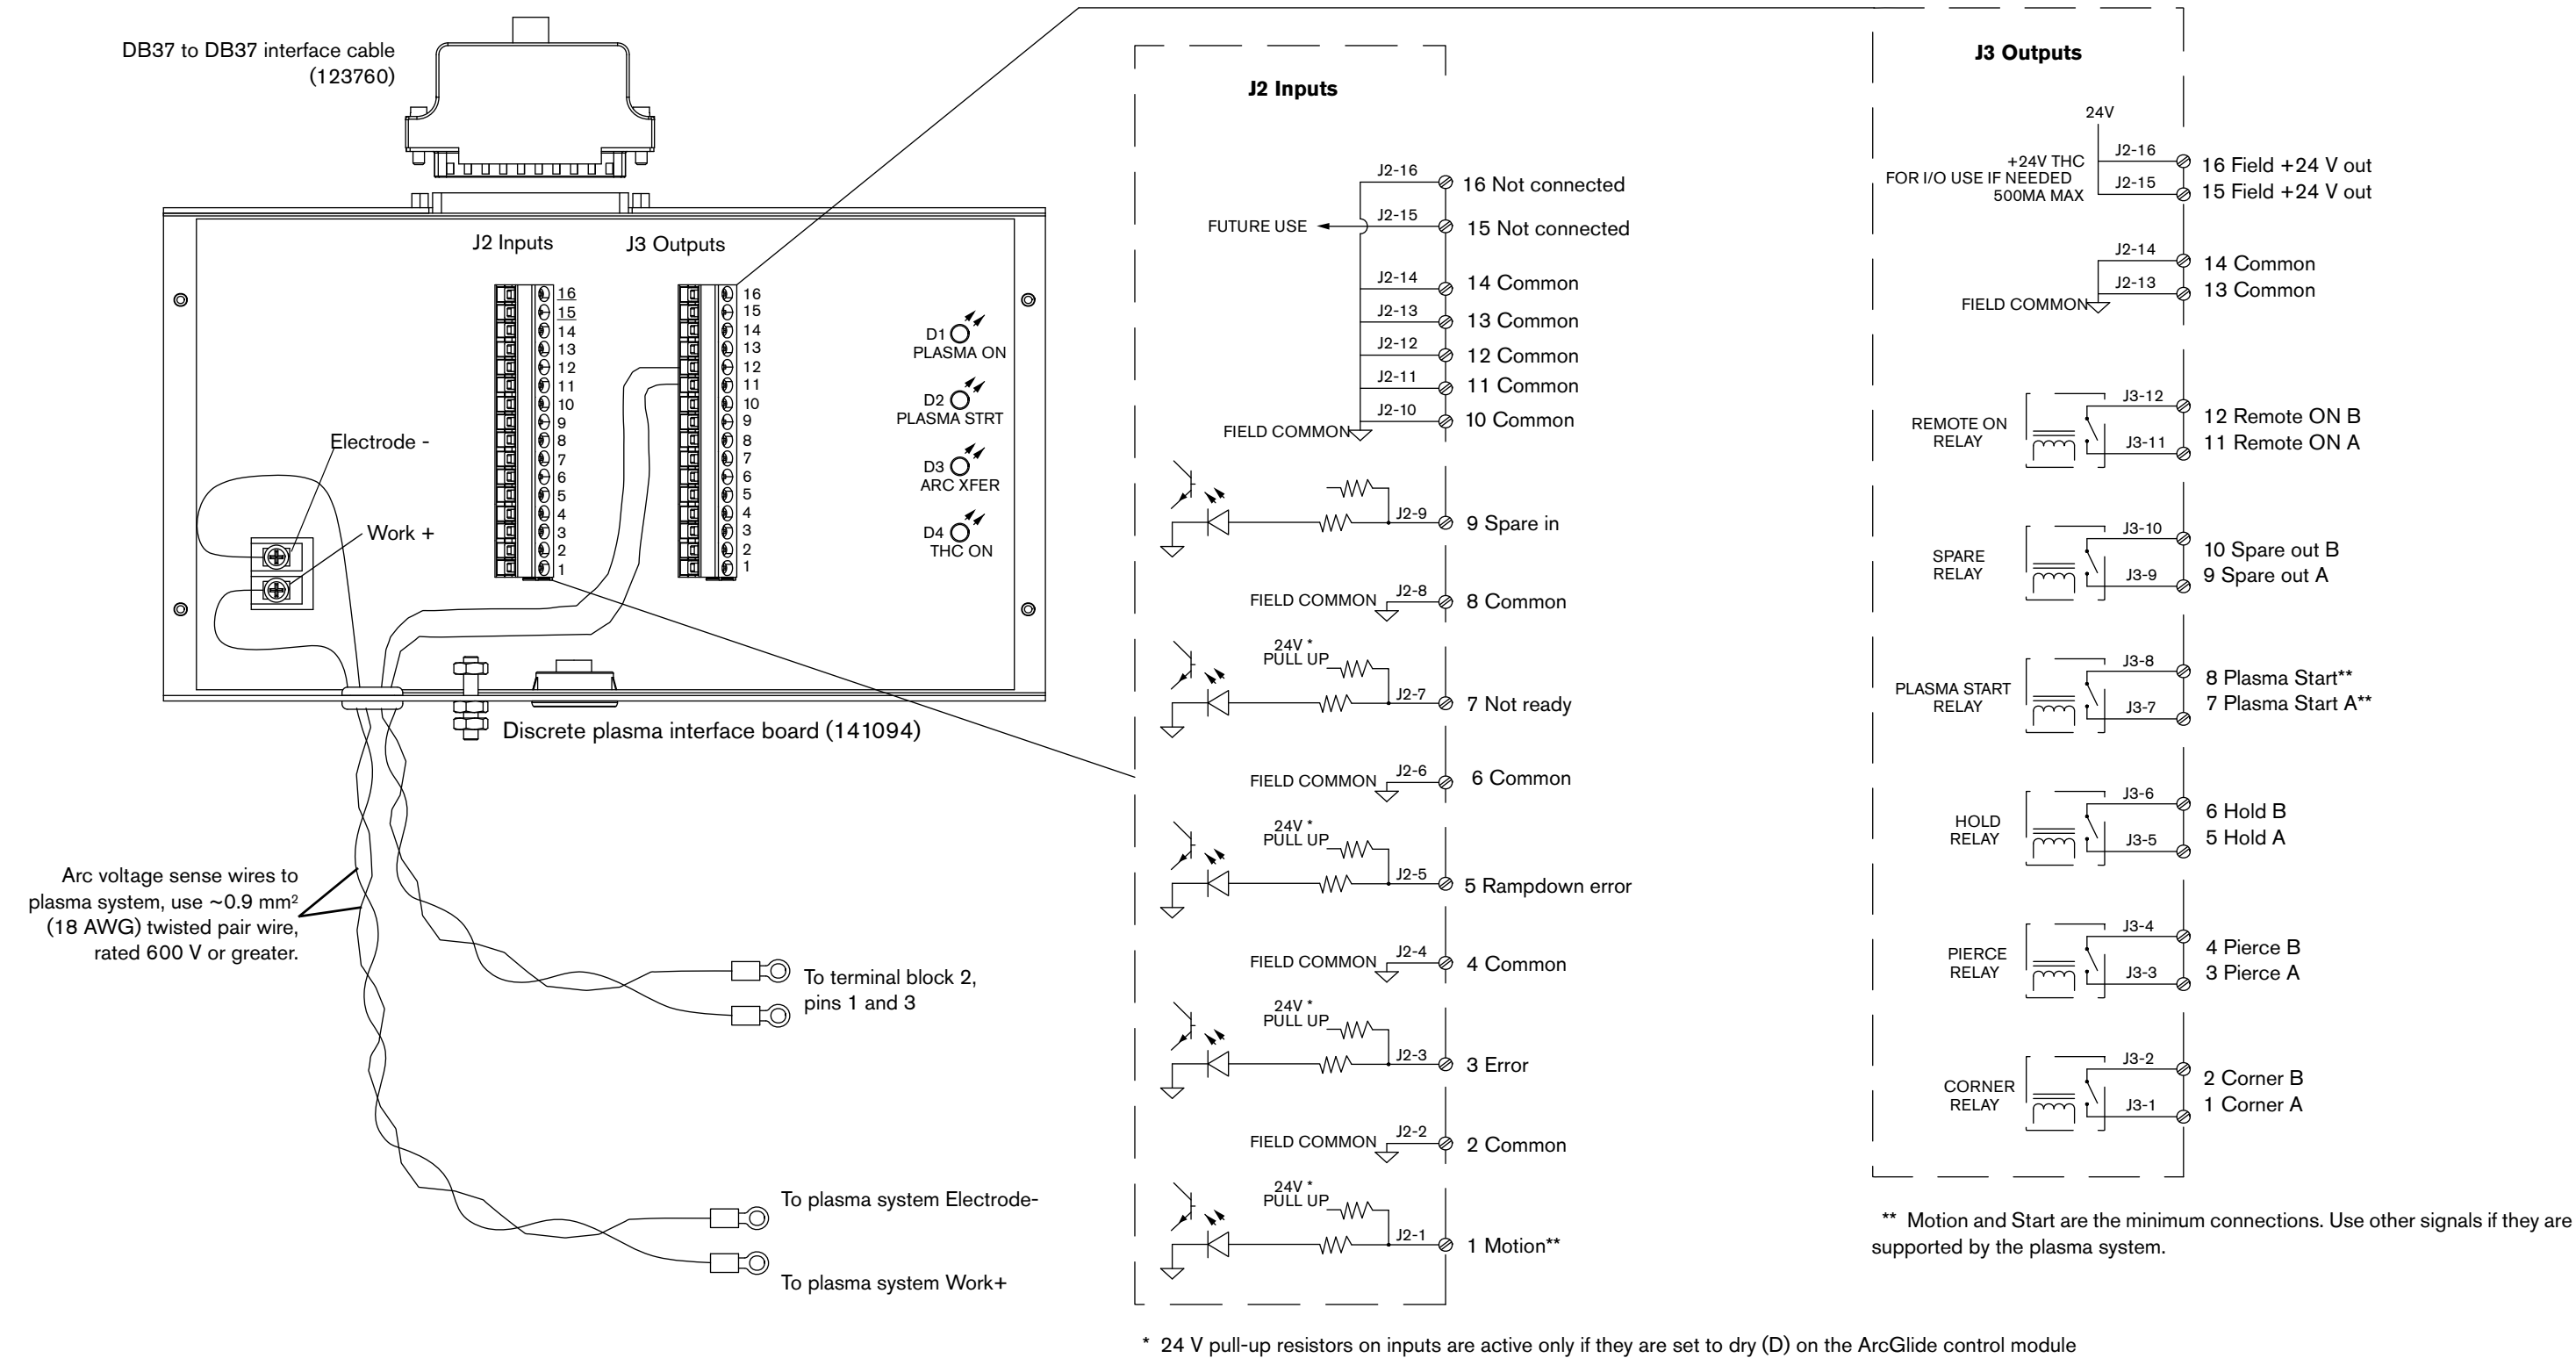 DB37 to DB37 interface cable
(123760)
J2 Inputs
J3 Outputs
16
15
14
13
12
11
10
9
8
7
6
5
4
3
2
1
16
15
14
13
12
11
10
9
8
7
6
5
4
3
2
1
D1
PLASMA ON
D2
PLASMA STRT
D3
ARC XFER
D4
THC ON
Electrode -
Work +
Discrete plasma interface board (141094)
Arc voltage sense wires to
plasma system, use ~0.9 mm²
(18 AWG) twisted pair wire,
rated 600 V or greater.
To terminal block 2,
pins 1 and 3
To plasma system Electrode-
To plasma system Work+
J2 Inputs
J2-16
16 Not connected
FUTURE USE
J2-15
15 Not connected
J2-14
14 Common
J2-13
13 Common
J2-12
12 Common
J2-11
11 Common
J2-10
10 Common
FIELD COMMON
J2-9
9 Spare in
FIELD COMMON
J2-8
8 Common
24V *
PULL UP
J2-7
7 Not ready
FIELD COMMON
J2-6
6 Common
24V *
PULL UP
J2-5
5 Rampdown error
FIELD COMMON
J2-4
4 Common
24V *
PULL UP
J2-3
3 Error
FIELD COMMON
J2-2
2 Common
24V *
PULL UP
J2-1
1 Motion**
* 24 V pull-up resistors on inputs are active only if they are set to dry (D) on the ArcGlide control module
J3 Outputs
24V
+24V THC
FOR I/O USE IF NEEDED
500MA MAX
J2-16
16 Field +24 V out
J2-15
15 Field +24 V out
J2-14
14 Common
J2-13
13 Common
FIELD COMMON
REMOTE ON
RELAY
J3-12
12 Remote ON B
J3-11
11 Remote ON A
SPARE
RELAY
J3-10
10 Spare out B
J3-9
9 Spare out A
PLASMA START
RELAY
J3-8
8 Plasma Start**
J3-7
7 Plasma Start A**
HOLD
RELAY
J3-6
6 Hold B
J3-5
5 Hold A
PIERCE
RELAY
J3-4
4 Pierce B
J3-3
3 Pierce A
CORNER
RELAY
J3-2
2 Corner B
J3-1
1 Corner A
** Motion and Start are the minimum connections. Use other signals if they are
supported by the plasma system.